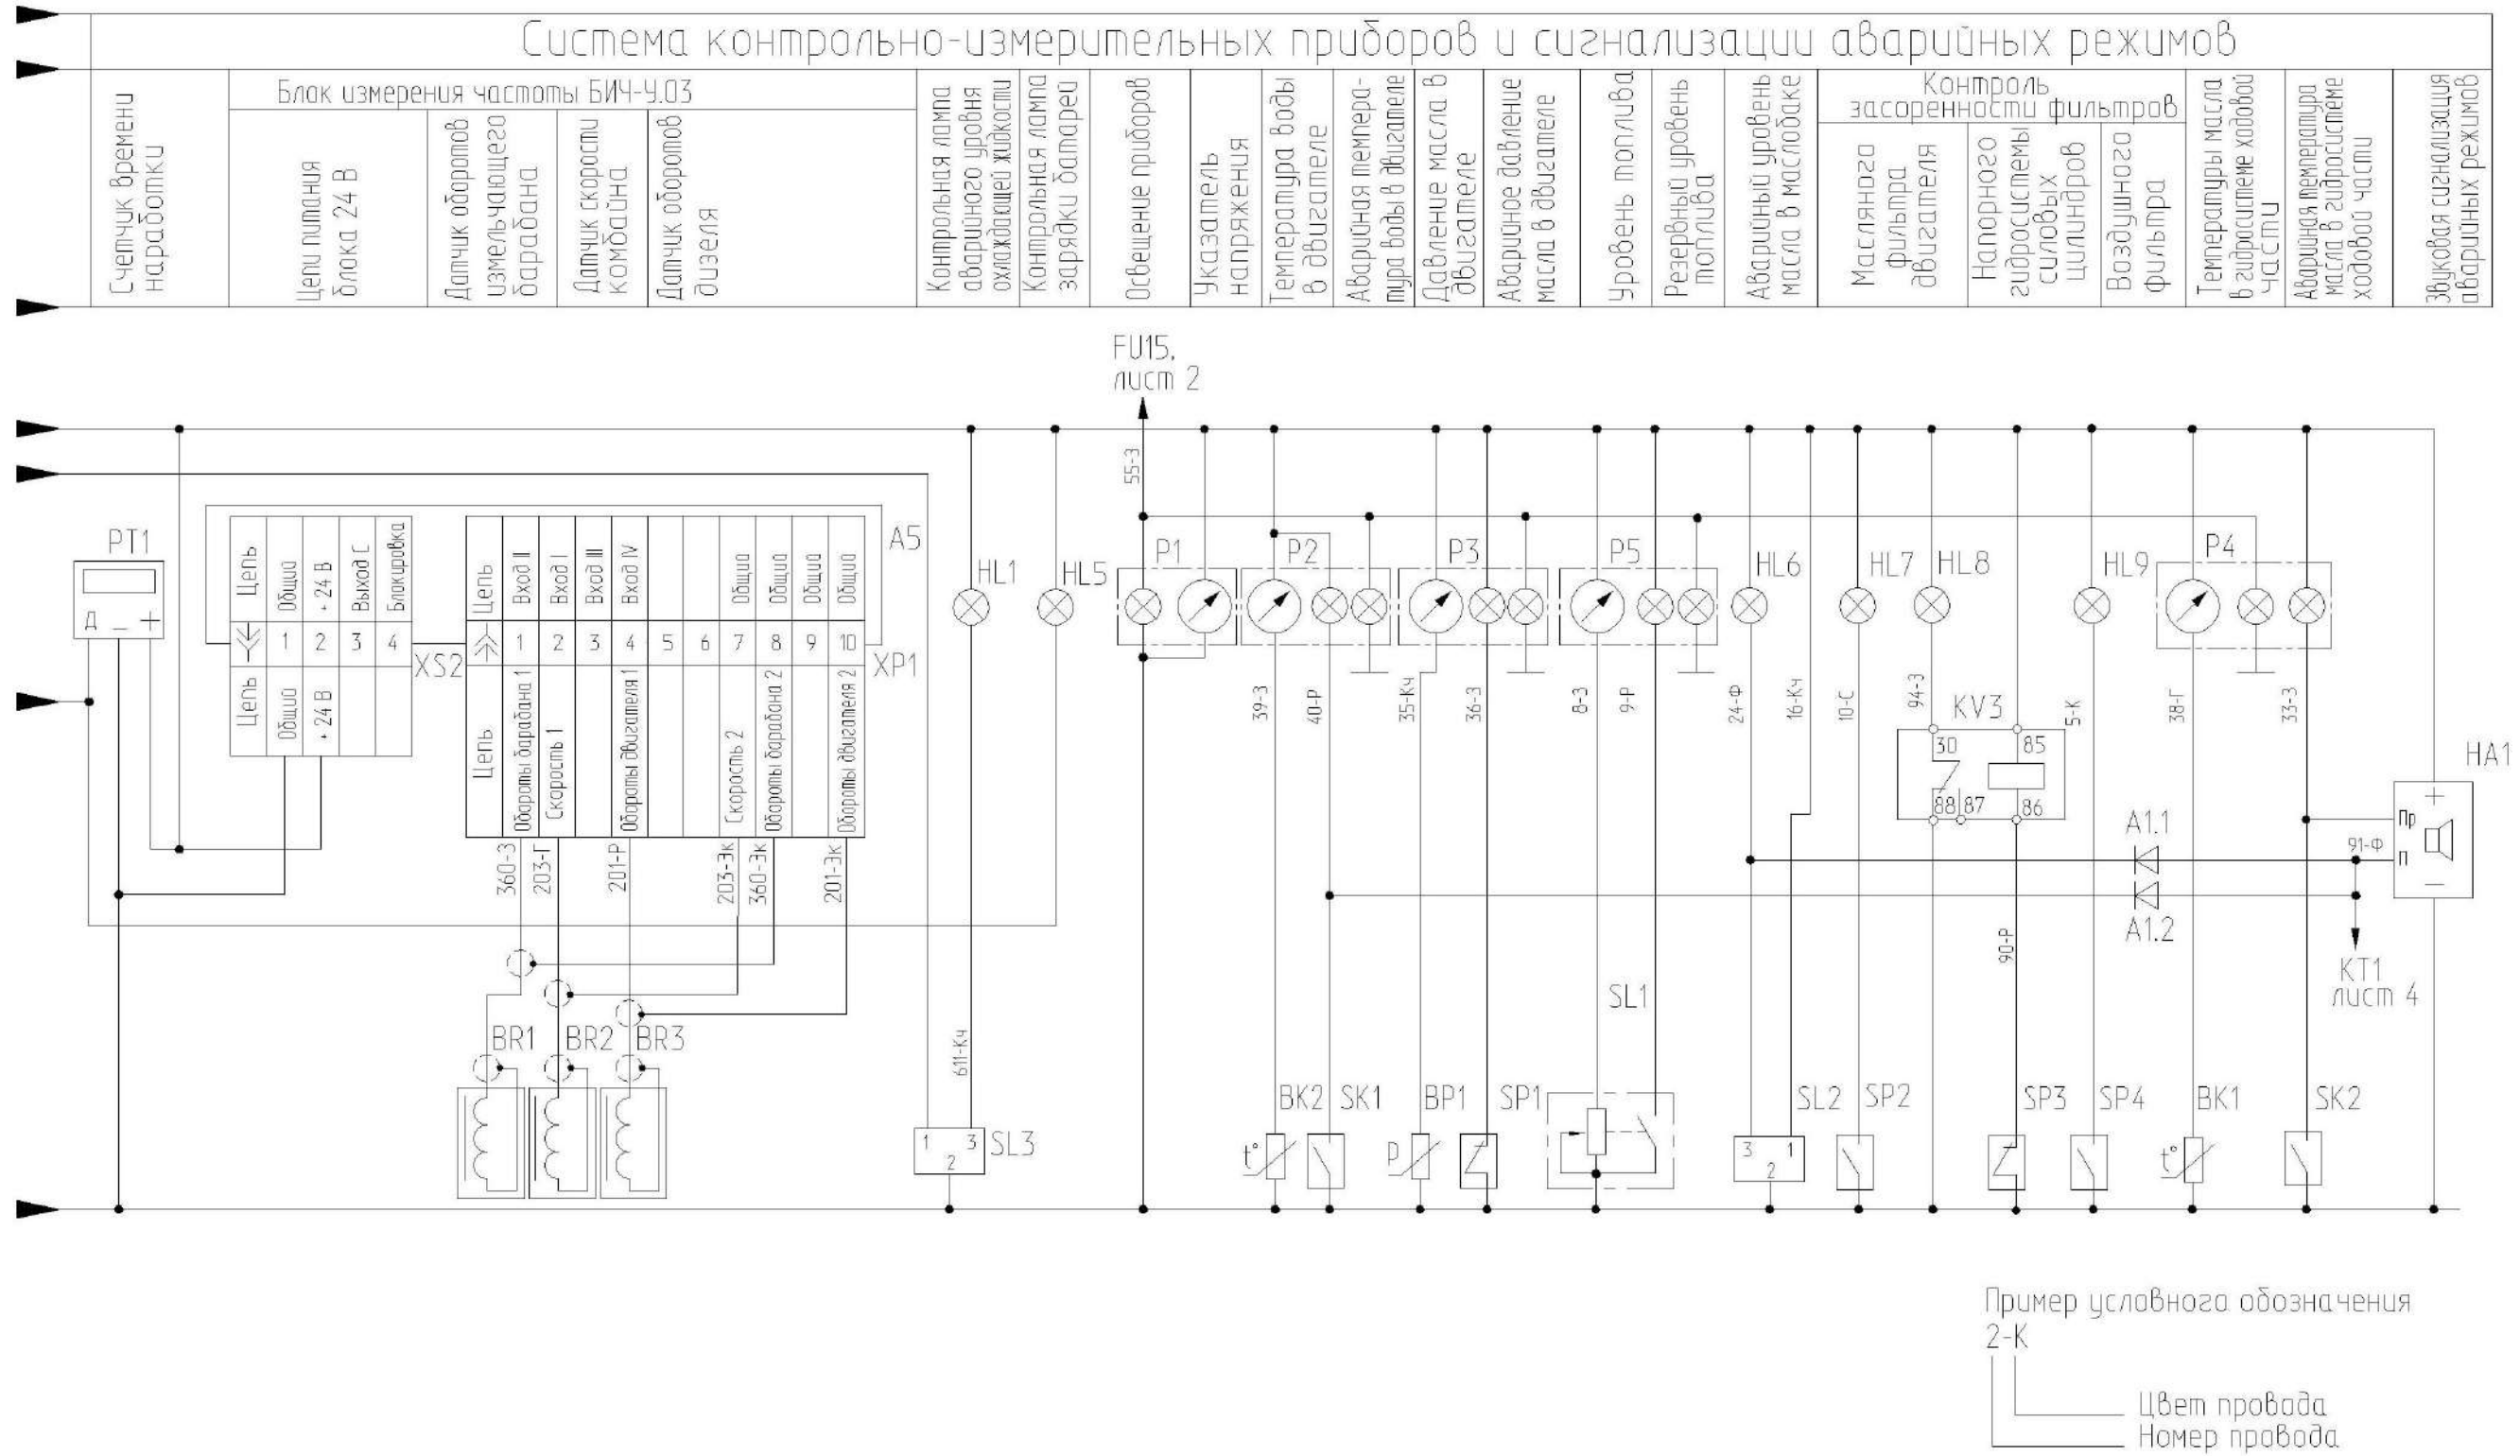 Система контрольно-измерительных приборов и сигнализации аварийных режимов
Счетчик времени
наработки
Блок измерения частоты БИЧ-У.03
Цепи питания
блока 24 В
Датчик оборотов
измельчающего
барабана
Датчик скорости
комбайна
Датчик оборотов
дизеля
Контрольная лампа
аварийного уровня
охлаждающей жидкости
Контрольная лампа
зарядки батарей
Освещение приборов
Указатель
напряжения
Температура воды
в двигателе
Аварийная темпера-
тура воды в двигателе
Давление масла в
двигателе
Аварийное давление
масла в двигателе
Уровень топлива
Резервный уровень
топлива
Аварийный уровень
масла в маслобаке
Контроль
засоренности фильтров
Масляного
фильтра
двигателя
Напорного
гидросистемы
силовых
цилиндров
Воздушного
фильтра
Температуры масла
в гидросистеме ходовой
части
Аварийная температура
масла в гидросистеме
ходовой части
Звуковая сигнализация
аварийных режимов
FU15,
лист 2
55-З
PT1
Д – +
Цепь
Общий
+24 В
Выход С
Блокировка
1 2 3 4
XS2
Цепь
Общий
+24 В
A5
Цепь
Вход II
Вход I
Вход III
Вход IV
Общий
Общий
Общий
Общий
1 2 3 4 5 6 7 8 9 10
XP1
Цепь
Обороты барабана 1
Скорость 1
Обороты двигателя 1
Скорость 2
Обороты барабана 2
Обороты двигателя 2
360-З
203-Г
201-Р
203-Эк
360-Эк
201-Эк
BR1
BR2
BR3
HL1
HL5
611-Кч
1 3
2
SL3
P1
P2
P3
P5
HL6
HL7
HL8
HL9
P4
39-З
40-Р
35-Кч
36-З
8-З
9-Р
24-Ф
16-Кч
10-С
94-З
KV3
5-К
38-Г
33-З
30
85
88
87
86
90-Р
HA1
+
Пр
П
–
91-Ф
A1.1
A1.2
KT1
лист 4
SL1
BK2
SK1
BP1
SP1
SL2
SP2
SP3
SP4
BK1
SK2
t°
P
3 1
2
t°
Пример условного обозначения
2-К
Цвет провода
Номер провода